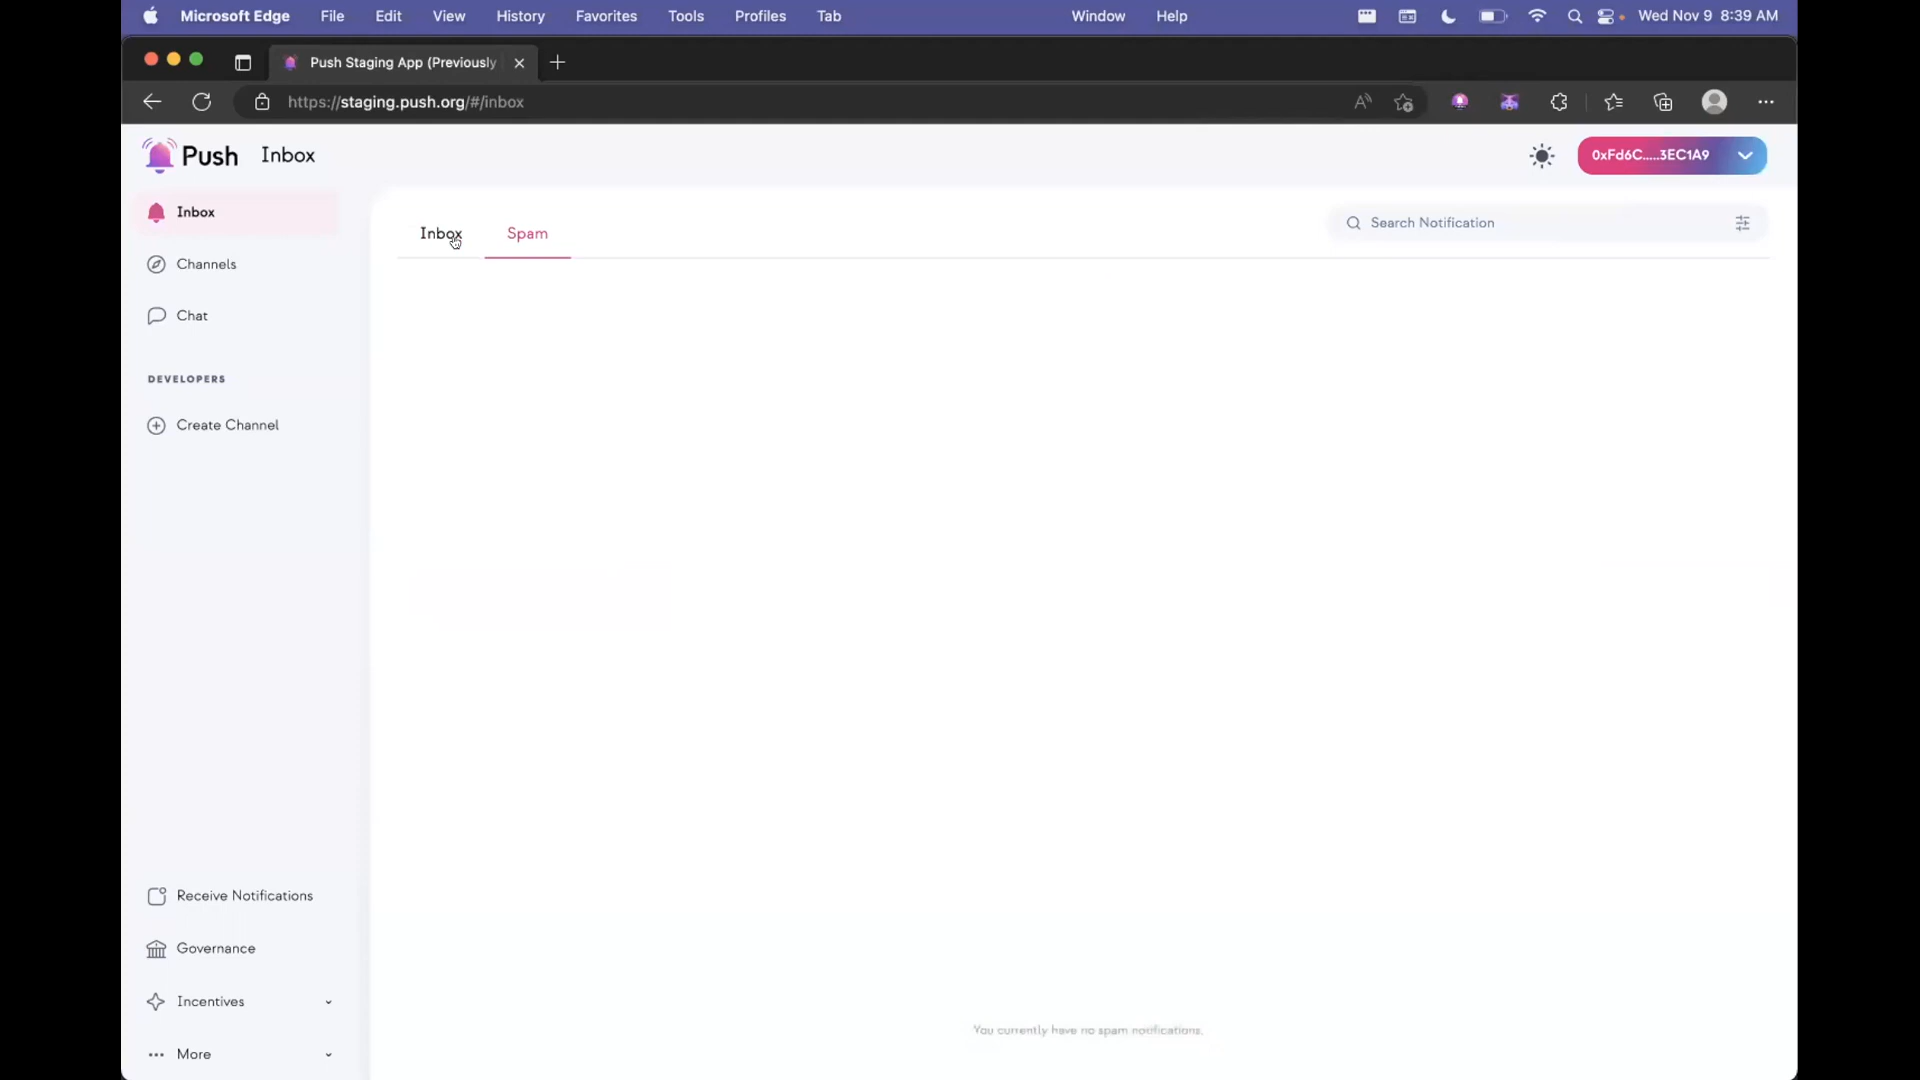 Microsoft Edge File Edit View History Favorites Tools Profiles Tab Window Help Wed Nov 9 8:39 AM
Push Staging App (Previously
https://staging.push.org/#/inbox
Push Inbox
0xFd6C.....3EC1A9
Inbox
Channels
Chat
DEVELOPERS
Create Channel
Receive Notifications
Governance
Incentives
More
Inbox Spam
Search Notification
You currently have no spam notifications.